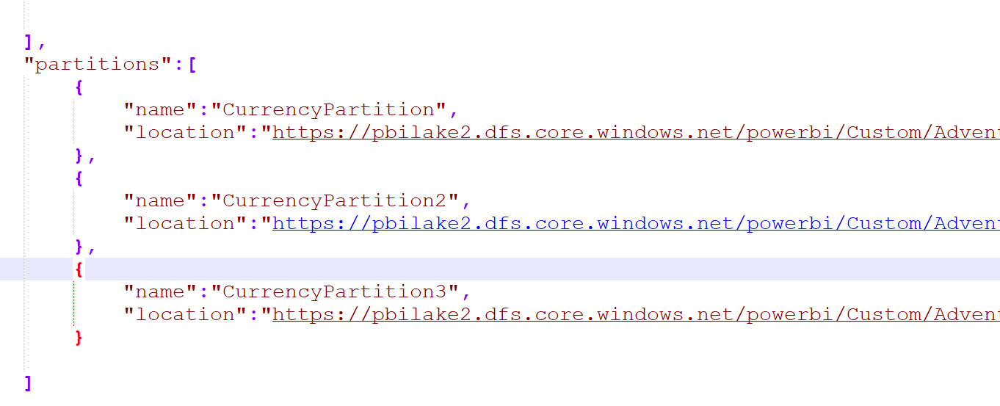 ],
"partitions":[
{
"name":"CurrencyPartition",
"location":"https://pbilake2.dfs.core.windows.net/powerbi/Custom/Advent
},
{
"name":"CurrencyPartition2",
"location":"https://pbilake2.dfs.core.windows.net/powerbi/Custom/Advent
},
{
"name":"CurrencyPartition3",
"location":"https://pbilake2.dfs.core.windows.net/powerbi/Custom/Advent
}
]